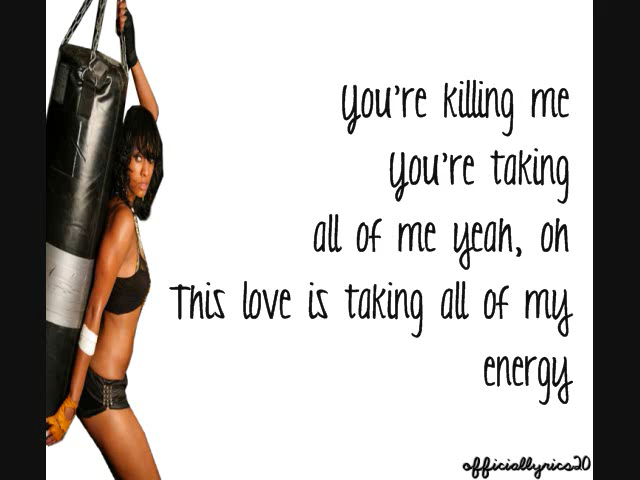 You're killing me
You're taking
all of me yeah, oh
This love is taking all of my
energy
officiallyrics20